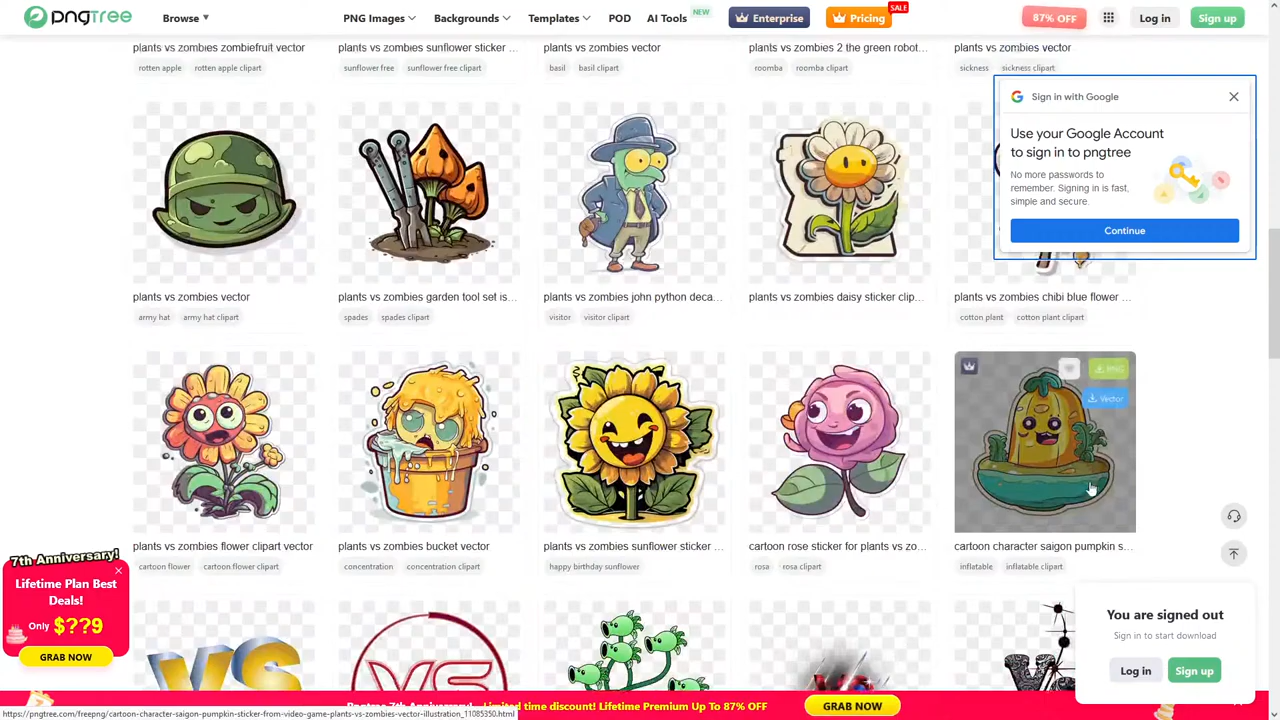 pngtree
Browse
PNG Images
Backgrounds
Templates
POD
AI Tools
NEW
Enterprise
Pricing
SALE
87% OFF
Log in
Sign up
plants vs zombies zombiefruit vector
plants vs zombies sunflower sticker ...
plants vs zombies vector
plants vs zombies 2 the green robot...
plants vs zombies vector
rotten apple
rotten apple clipart
sunflower free
sunflower free clipart
basil
basil clipart
roomba
roomba clipart
sickness
sickness clipart
Sign in with Google
Use your Google Account
to sign in to pngtree
No more passwords to
remember. Signing in is fast,
simple and secure.
Continue
plants vs zombies vector
plants vs zombies garden tool set is...
plants vs zombies john python deca...
plants vs zombies daisy sticker clip...
plants vs zombies chibi blue flower ...
army hat
army hat clipart
spades
spades clipart
visitor
visitor clipart
cotton plant
cotton plant clipart
PNG
Vector
plants vs zombies flower clipart vector
plants vs zombies bucket vector
plants vs zombies sunflower sticker ...
cartoon rose sticker for plants vs zo...
cartoon character saigon pumpkin s...
cartoon flower
cartoon flower clipart
concentration
concentration clipart
happy birthday sunflower
rosa
rosa clipart
inflatable
inflatable clipart
7th Anniversary!
Lifetime Plan Best
Deals!
Only $??9
GRAB NOW
You are signed out
Sign in to start download
Log in
Sign up
VS
VS
VS
Pngtree 7th Anniversary! Limited time discount! Lifetime Premium Up To 87% OFF
GRAB NOW
https://pngtree.com/freepng/cartoon-character-saigon-pumpkin-sticker-from-video-game-plants-vs-zombies-vector-illustration_11085350.html